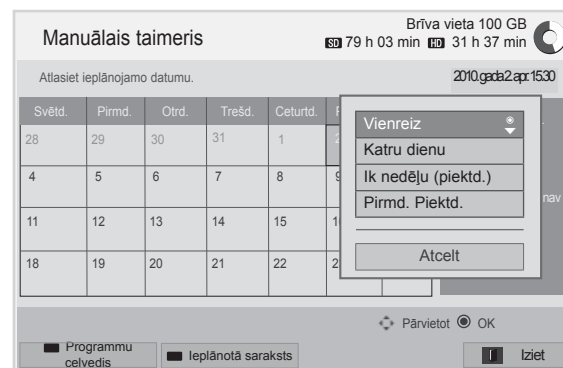 Manuālais taimeris
Brīva vieta 100 GB
SD 79 h 03 min HD 31 h 37 min
Atlasiet ieplānojamo datumu.
2010.gada2.apr.15:30
Svētd. Pirmd. Otrd. Trešd. Ceturtd.
28 29 30 31 1 2
4 5 6 7 8 9
11 12 13 14 15
18 19 20 21 22
nav
Vienreiz
Katru dienu
Ik nedēļu (piektd.)
Pirmd. Piektd.
Atcelt
Pārvietot OK
Programmu
ceļvedis
Ieplānotā saraksts
Iziet